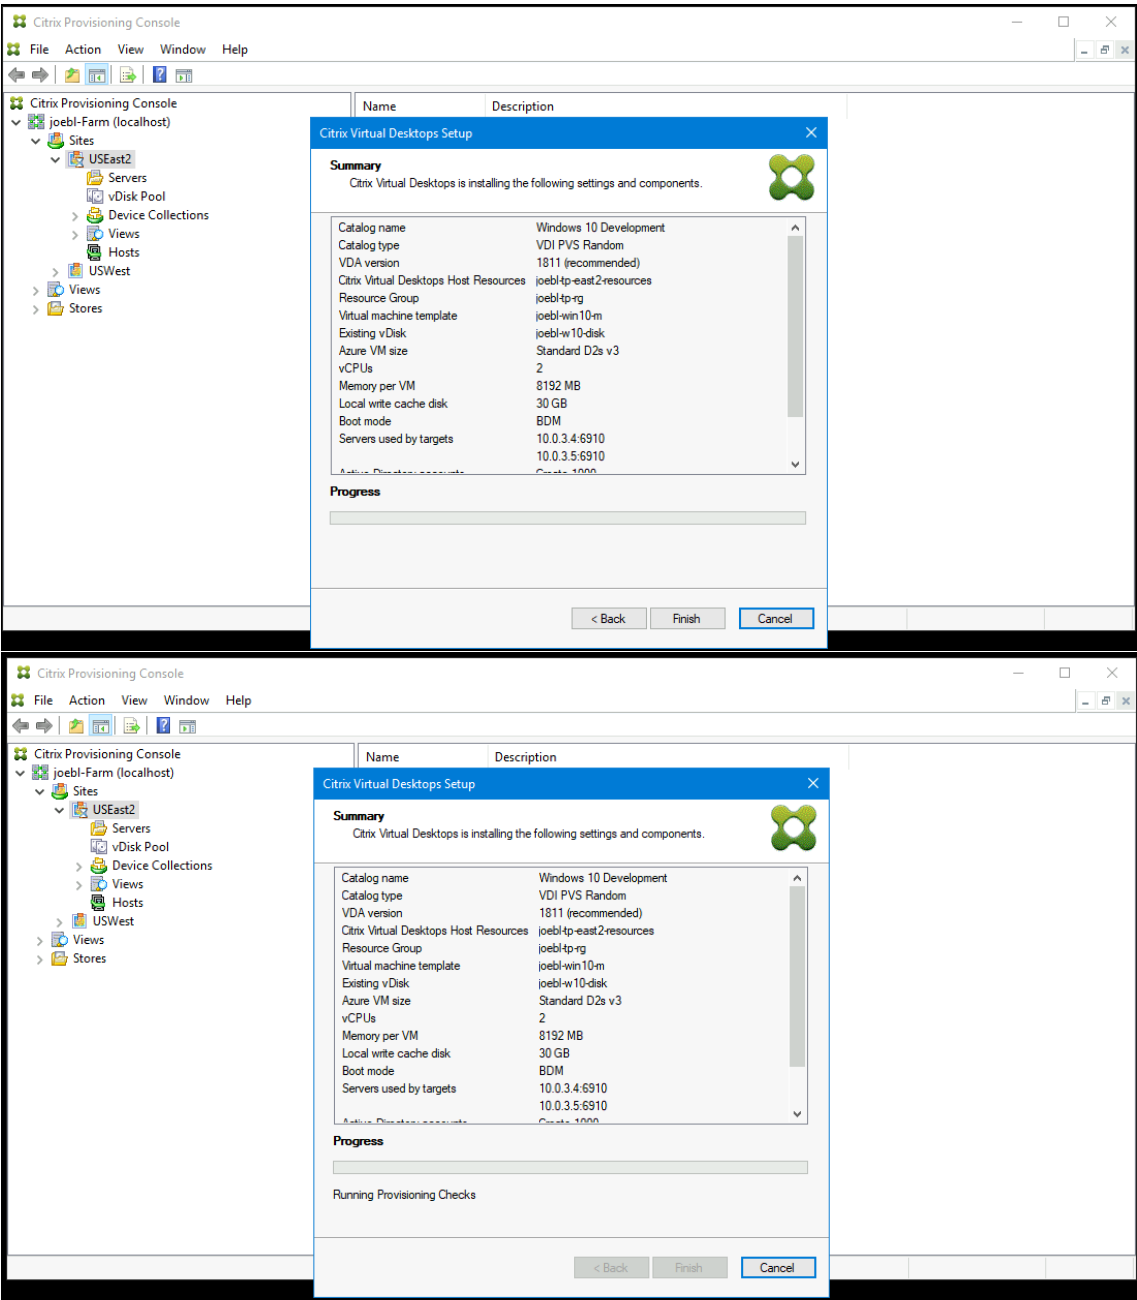 Citrix Provisioning Console
File Action View Window Help
Citrix Provisioning Console
joebl-Farm (localhost)
Sites
USEast2
Servers
vDisk Pool
Device Collections
Views
Hosts
USWest
Views
Stores
Name Description
Citrix Virtual Desktops Setup
Summary
Citrix Virtual Desktops is installing the following settings and components.
Catalog name Windows 10 Development
Catalog type VDI PVS Random
VDA version 1811 (recommended)
Citrix Virtual Desktops Host Resources joebl-tp-east2-resources
Resource Group joebl-tp-rg
Virtual machine template joebl-win10-m
Existing vDisk joebl-w10-disk
Azure VM size Standard D2s v3
vCPUs 2
Memory per VM 8192 MB
Local write cache disk 30 GB
Boot mode BDM
Servers used by targets 10.0.3.4:6910
10.0.3.5:6910
Active Directory accounts Create 1000
Progress
< Back Finish Cancel
Citrix Provisioning Console
File Action View Window Help
Citrix Provisioning Console
joebl-Farm (localhost)
Sites
USEast2
Servers
vDisk Pool
Device Collections
Views
Hosts
USWest
Views
Stores
Name Description
Citrix Virtual Desktops Setup
Summary
Citrix Virtual Desktops is installing the following settings and components.
Catalog name Windows 10 Development
Catalog type VDI PVS Random
VDA version 1811 (recommended)
Citrix Virtual Desktops Host Resources joebl-tp-east2-resources
Resource Group joebl-tp-rg
Virtual machine template joebl-win10-m
Existing vDisk joebl-w10-disk
Azure VM size Standard D2s v3
vCPUs 2
Memory per VM 8192 MB
Local write cache disk 30 GB
Boot mode BDM
Servers used by targets 10.0.3.4:6910
10.0.3.5:6910
Active Directory accounts Create 1000
Progress
Running Provisioning Checks
< Back Finish Cancel